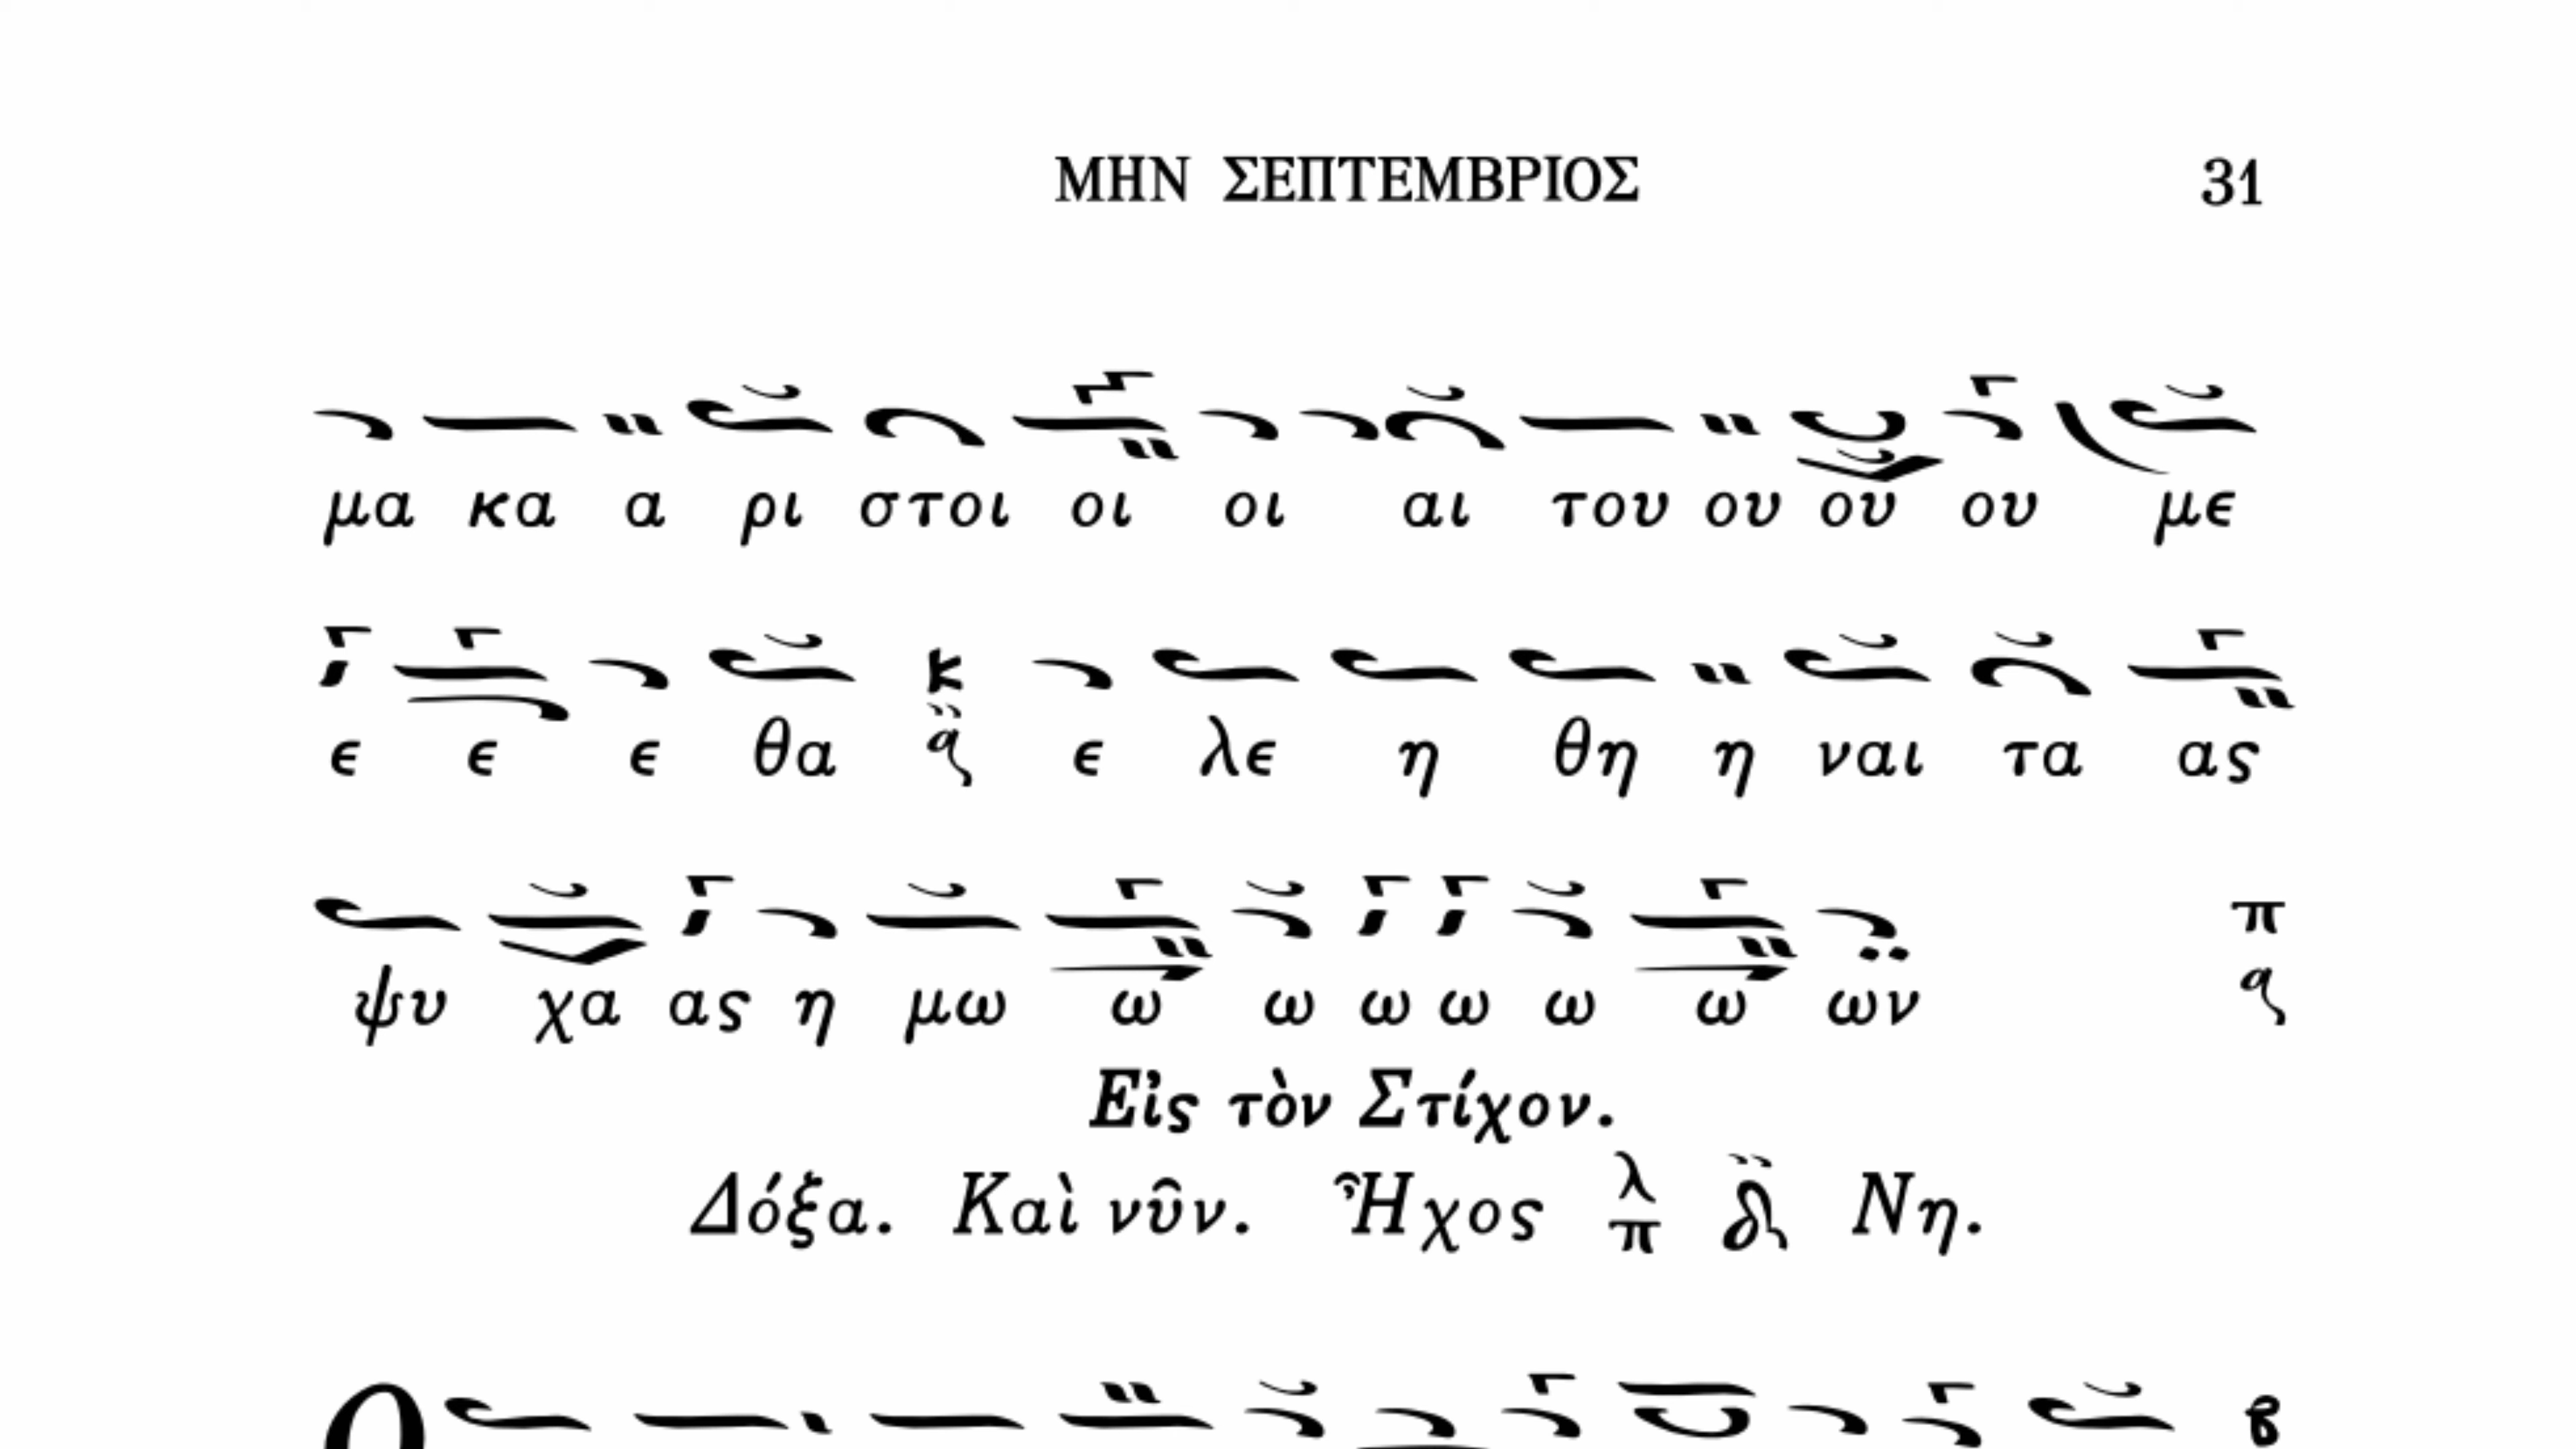 ΜΗΝ ΣΕΠΤΕΜΒΡΙΟΣ 31
μα κα α ρι στοι οι οι αι του ου ου ου με
ε ε ε θα ε λε η θη η ναι τα ας
ψυ χα ας η μω ω ω ω ω ω ω ων
Εἰς τὸν Στίχον.
Δόξα. Καὶ νῦν. Ἦχος λ π δ Νη.